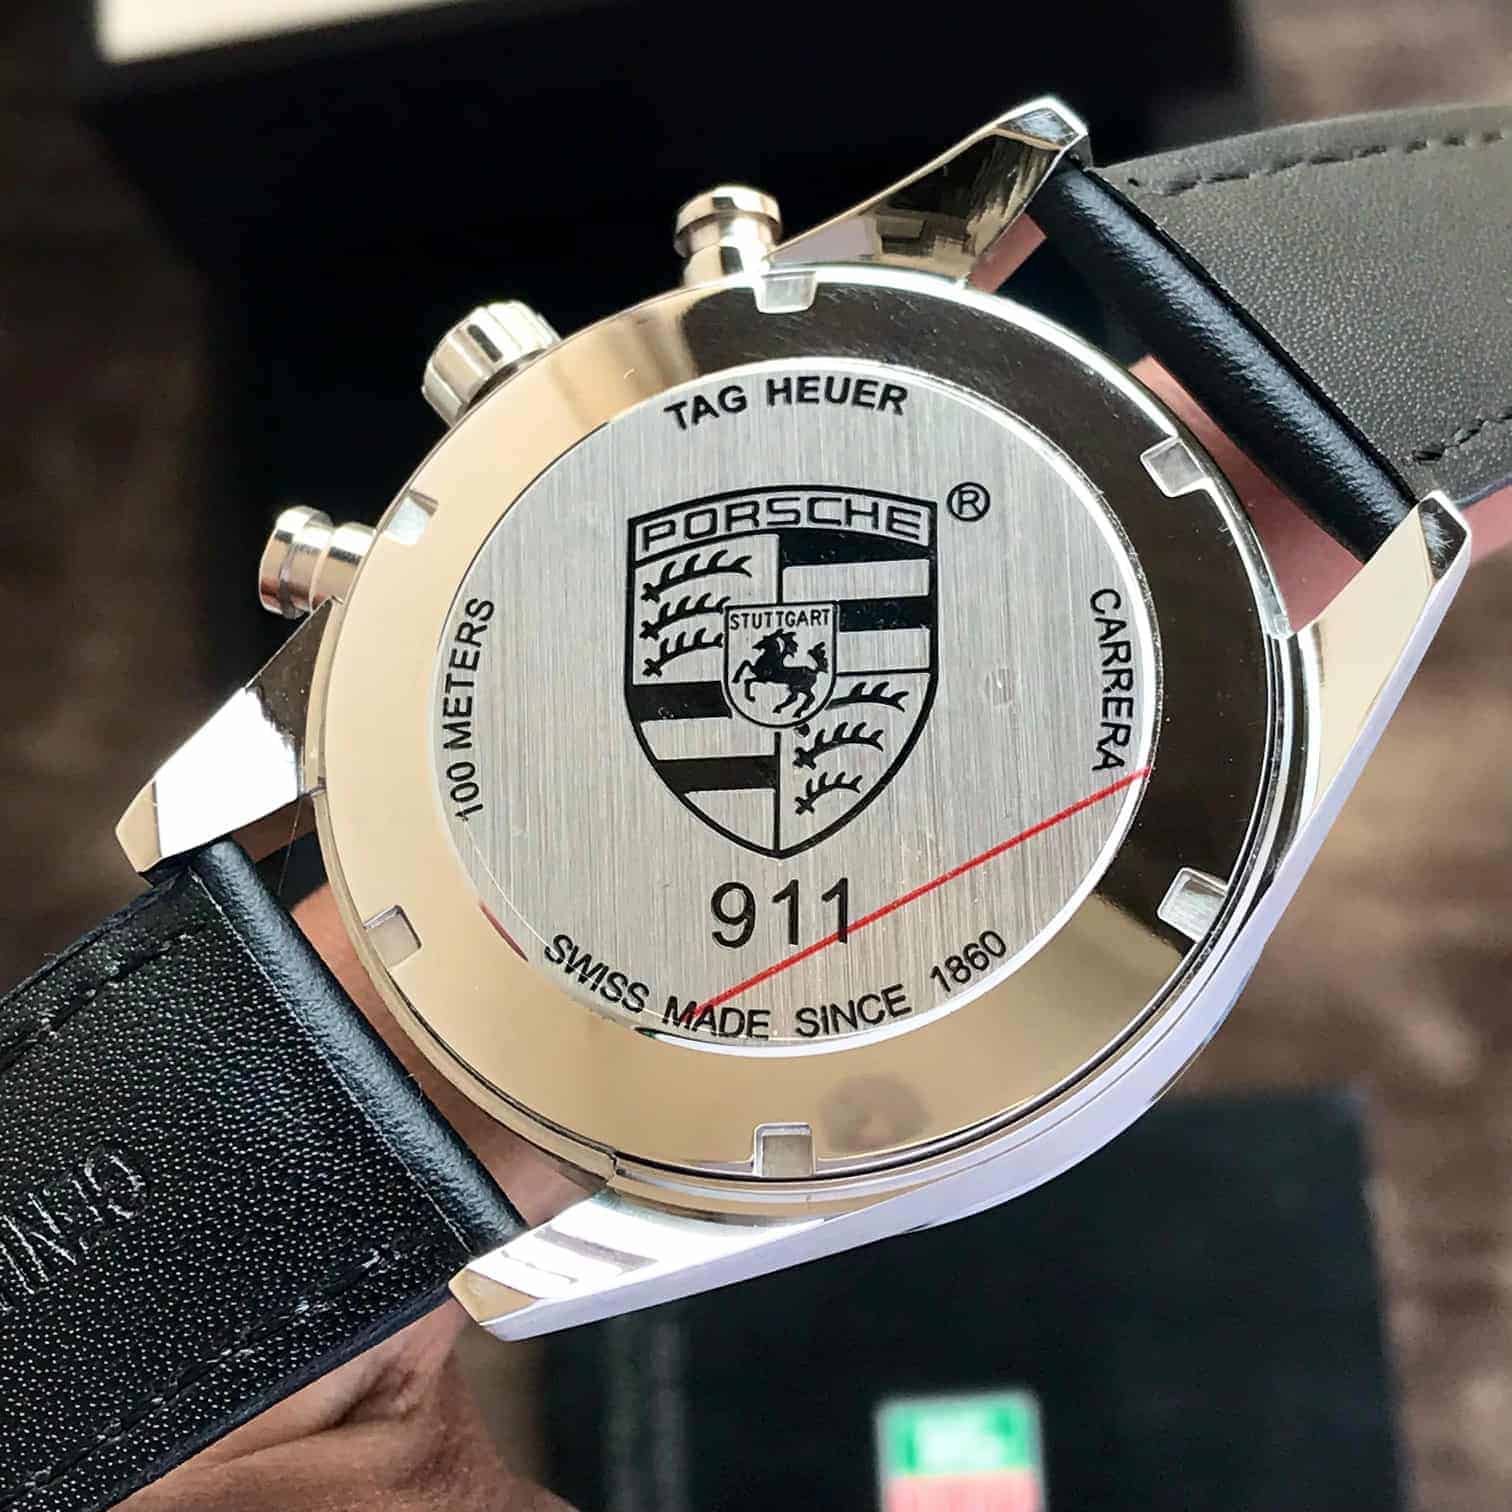 TAG HEUER
PORSCHE ®
STUTTGART
100 METERS
CARRERA
911
SWISS MADE SINCE 1860